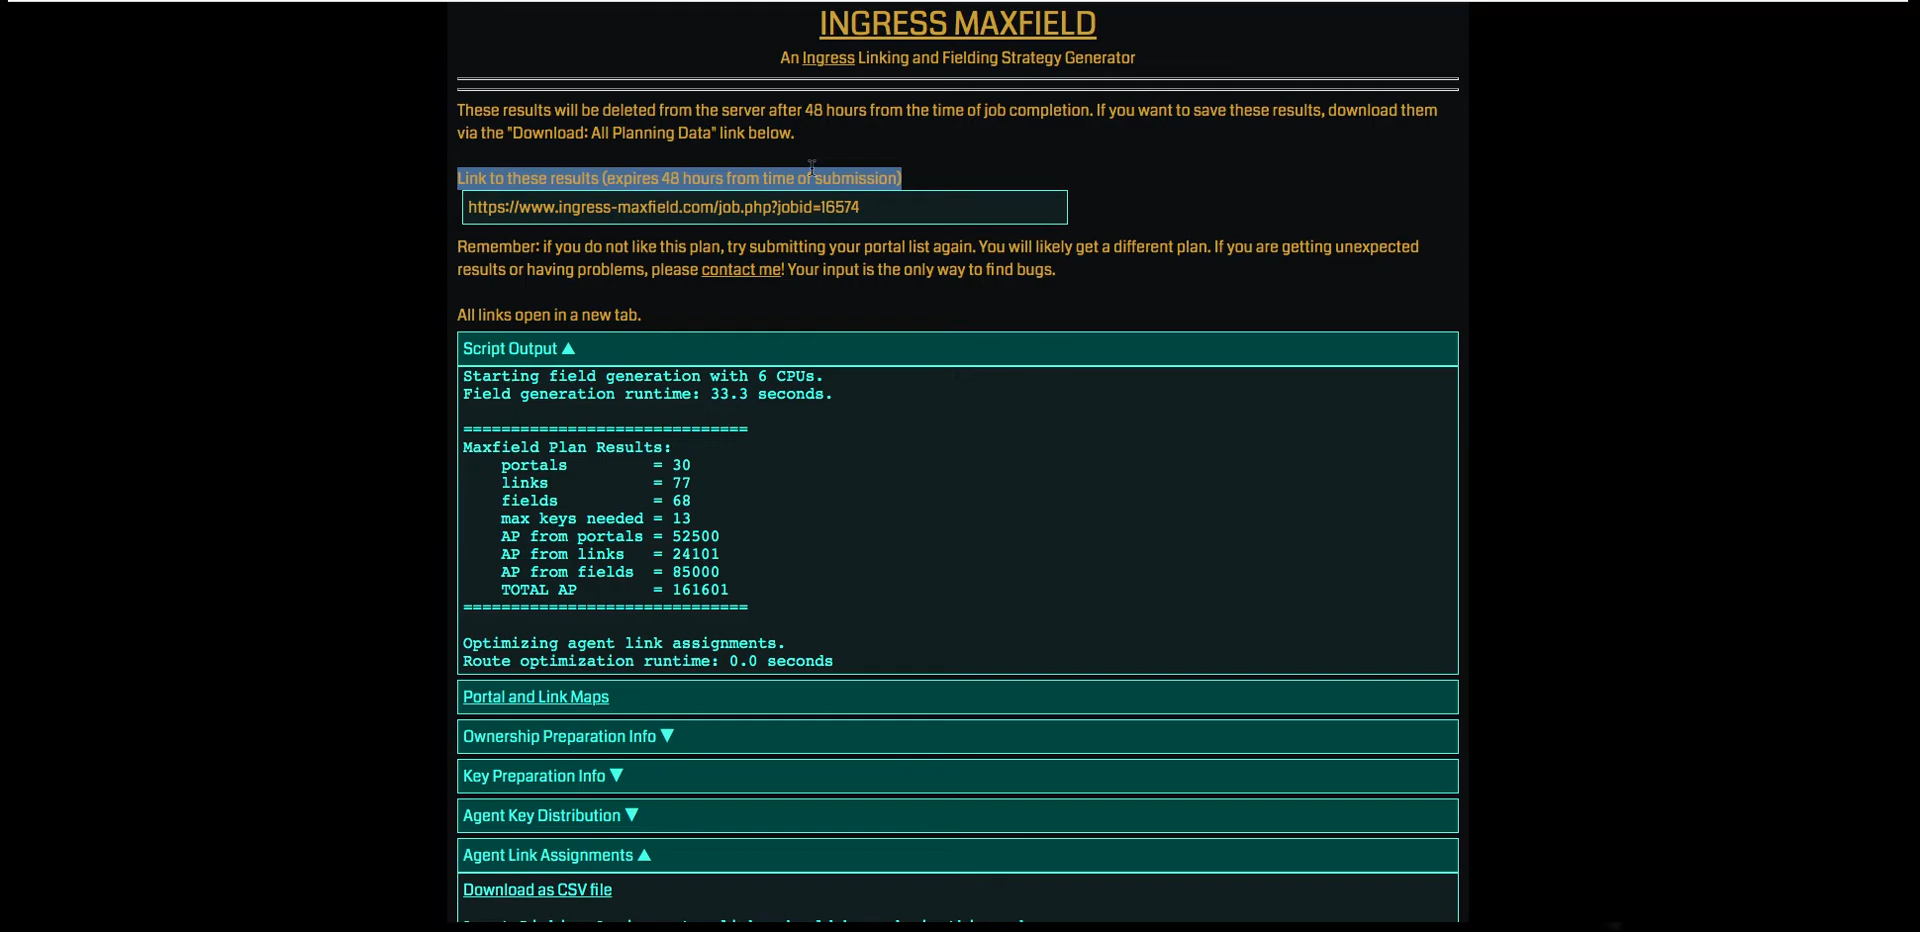 INGRESS MAXFIELD
An Ingress Linking and Fielding Strategy Generator
These results will be deleted from the server after 48 hours from the time of job completion. If you want to save these results, download them
via the "Download: All Planning Data" link below.
Link to these results (expires 48 hours from time of submission)
https://www.ingress-maxfield.com/job.php?jobid=16574
Remember: if you do not like this plan, try submitting your portal list again. You will likely get a different plan. If you are getting unexpected
results or having problems, please contact me! Your input is the only way to find bugs.
All links open in a new tab.
Script Output ▲
Starting field generation with 6 CPUs.
Field generation runtime: 33.3 seconds.
==============================
Maxfield Plan Results:
portals = 30
links = 77
fields = 68
max keys needed = 13
AP from portals = 52500
AP from links = 24101
AP from fields = 85000
TOTAL AP = 161601
==============================
Optimizing agent link assignments.
Route optimization runtime: 0.0 seconds
Portal and Link Maps
Ownership Preparation Info ▼
Key Preparation Info ▼
Agent Key Distribution ▼
Agent Link Assignments ▲
Download as CSV file